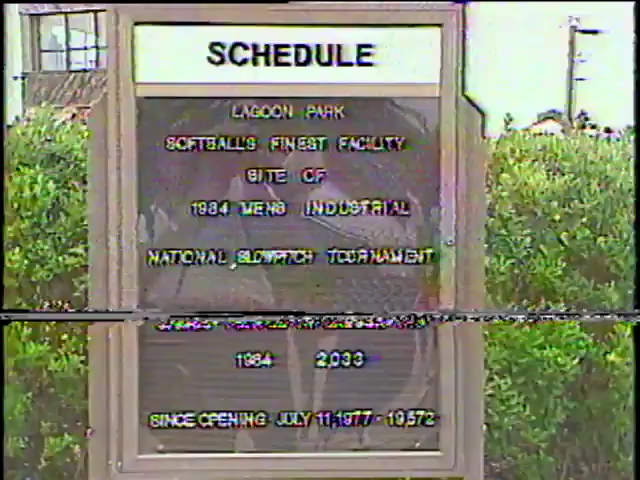 SCHEDULE
LAGOON PARK
SOFTBALL'S FINEST FACILITY
SITE OF
1984 MENS INDUSTRIAL
NATIONAL SLOWPITCH TOURNAMENT
1984 2,033
SINCE OPENING JULY 11,1977 - 19,572